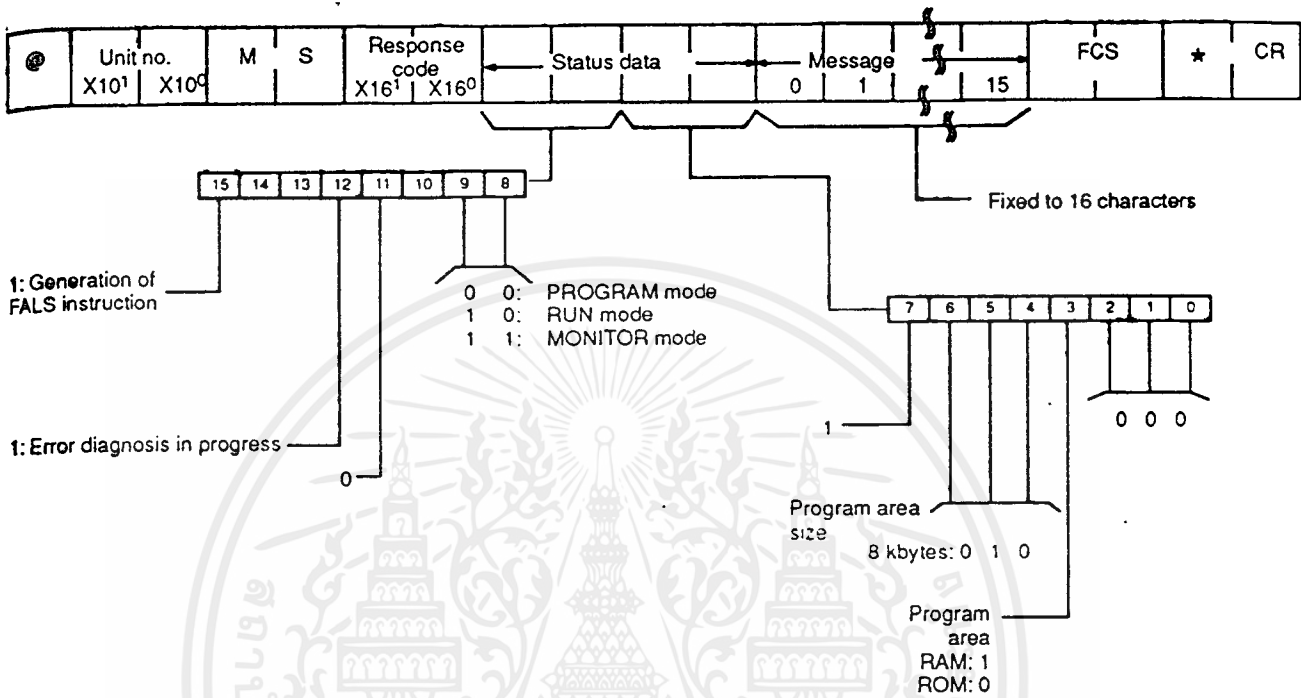 @ Unit no. M S Response code Status data Message FCS * CR
X10¹ X10⁰ X16¹ X16⁰ 0 1 15
15 14 13 12 11 10 9 8
Fixed to 16 characters
1: Generation of
FALS instruction
0 0: PROGRAM mode
1 0: RUN mode
1 1: MONITOR mode
7 6 5 4 3 2 1 0
1
0 0 0
1: Error diagnosis in progress
0
Program area
size
8 kbytes: 0 1 0
Program
area
RAM: 1
ROM: 0